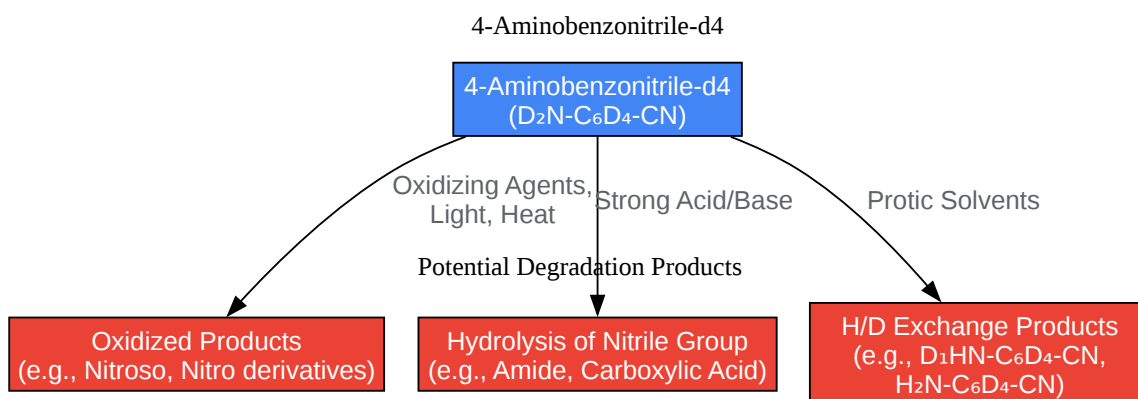 4-Aminobenzonitrile-d4
4-Aminobenzonitrile-d4
(D₂N-C₆D₄-CN)
Oxidizing Agents,
Light, Heat
Strong Acid/Base
Protic Solvents
Potential Degradation Products
Oxidized Products
(e.g., Nitroso, Nitro derivatives)
Hydrolysis of Nitrile Group
(e.g., Amide, Carboxylic Acid)
H/D Exchange Products
(e.g., D₁HN-C₆D₄-CN,
H₂N-C₆D₄-CN)